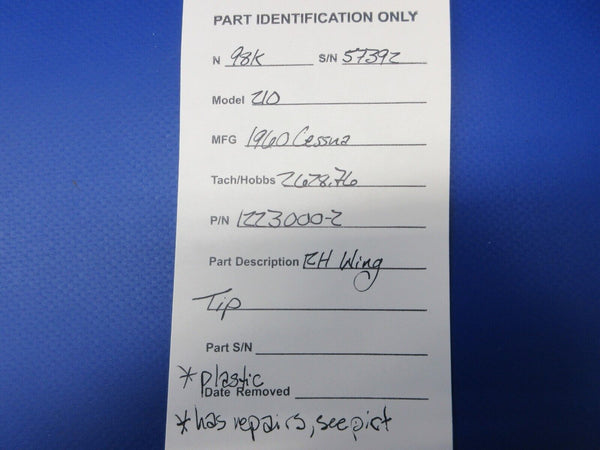 PART IDENTIFICATION ONLY
N 98K S/N 57392
Model 210
MFG 1960 Cessna
Tach/Hobbs 2628.76
P/N 1223000-2
Part Description RH Wing
Tip
Part S/N
* plastic
Date Removed
* has repairs, see pict